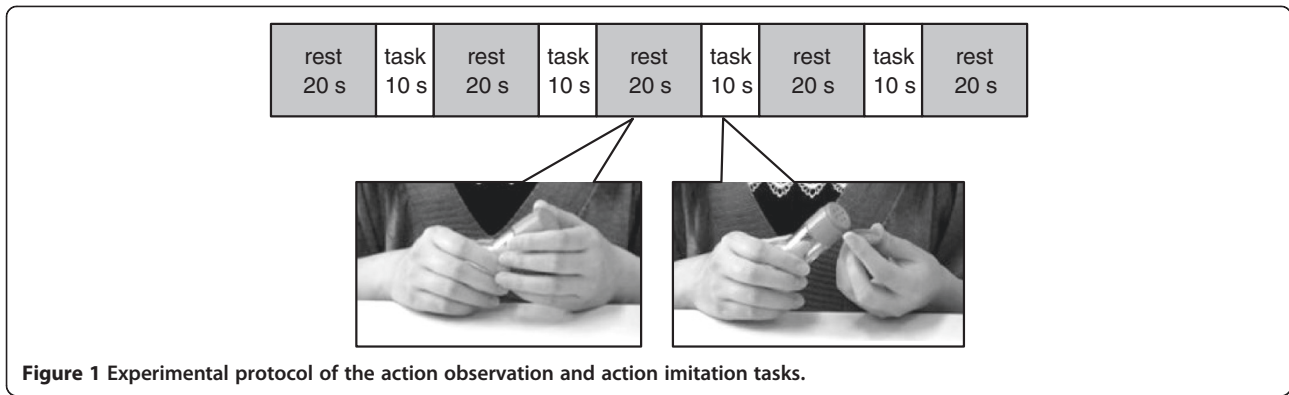 rest task rest task rest task rest task rest
20 s 10 s 20 s 10 s 20 s 10 s 20 s 10 s 20 s
Figure 1 Experimental protocol of the action observation and action imitation tasks.